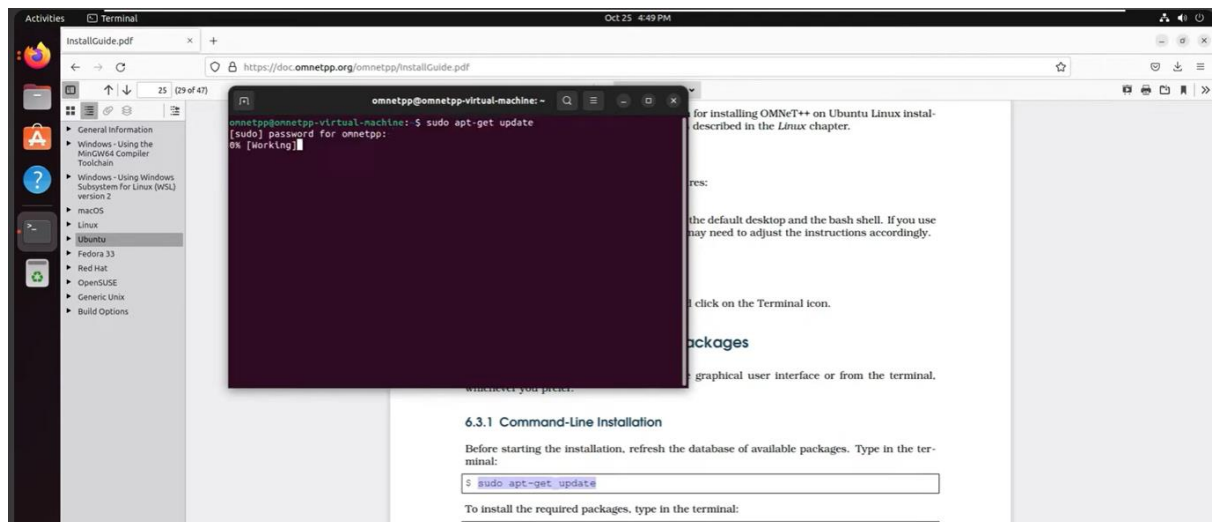 Activities
Terminal
Oct 25 4:49 PM
InstallGuide.pdf
https://doc.omnetpp.org/omnetpp/InstallGuide.pdf
25 (29 of 47)
General Information
Windows - Using the
MinGW64 Compiler
Toolchain
Windows - Using Windows
Subsystem for Linux (WSL)
version 2
macOS
Linux
Ubuntu
Fedora 33
Red Hat
OpenSUSE
Generic Unix
Build Options
omnetpp@omnetpp-virtual-machine: ~
omnetpp@omnetpp-virtual-machine:~$ sudo apt-get update
[sudo] password for omnetpp:
0% [Working]
for installing OMNeT++ on Ubuntu Linux instal-
described in the Linux chapter.
res:
the default desktop and the bash shell. If you use
may need to adjust the instructions accordingly.
click on the Terminal icon.
ackages
graphical user interface or from the terminal,
whichever you prefer.
6.3.1 Command-Line Installation
Before starting the installation, refresh the database of available packages. Type in the ter-
minal:
$ sudo apt-get update
To install the required packages, type in the terminal: